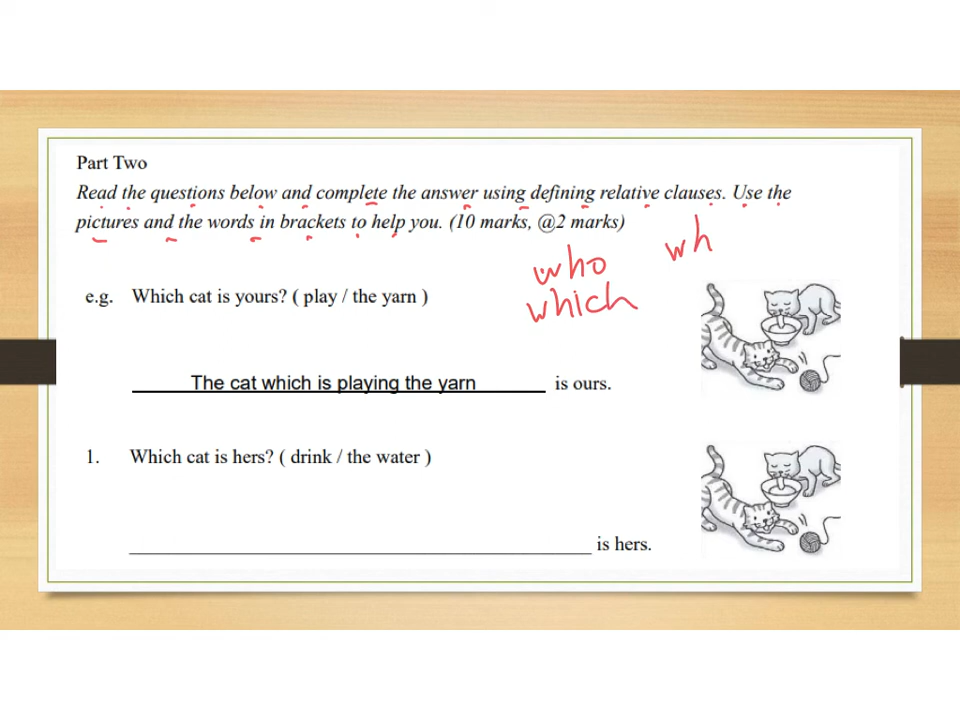 Part Two
Read the questions below and complete the answer using defining relative clauses. Use the
pictures and the words in brackets to help you. (10 marks, @2 marks)
who
wh
which
e.g. Which cat is yours? ( play / the yarn )
The cat which is playing the yarn is ours.
1. Which cat is hers? ( drink / the water )
is hers.